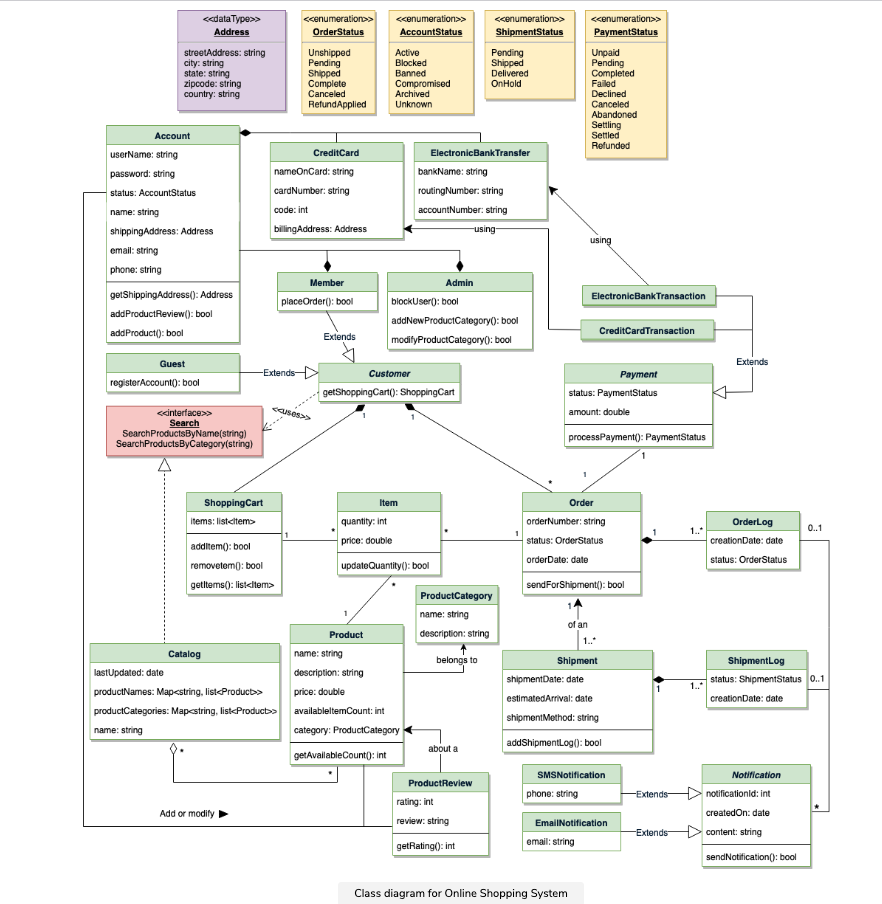 <<dataType>>
Address
streetAddress: string
city: string
state: string
zipcode: string
country: string
<<enumeration>>
OrderStatus
Unshipped
Pending
Shipped
Complete
Canceled
RefundApplied
<<enumeration>>
AccountStatus
Active
Blocked
Banned
Compromised
Archived
Unknown
<<enumeration>>
ShipmentStatus
Pending
Shipped
Delivered
OnHold
<<enumeration>>
PaymentStatus
Unpaid
Pending
Completed
Failed
Declined
Canceled
Abandoned
Settling
Settled
Refunded
Account
userName: string
password: string
status: AccountStatus
name: string
shippingAddress: Address
email: string
phone: string
getShippingAddress(): Address
addProductReview(): bool
addProduct(): bool
CreditCard
nameOnCard: string
cardNumber: string
code: int
billingAddress: Address
ElectronicBankTransfer
bankName: string
routingNumber: string
accountNumber: string
using
using
Member
placeOrder(): bool
Admin
blockUser(): bool
addNewProductCategory(): bool
modifyProductCategory(): bool
ElectronicBankTransaction
CreditCardTransaction
Extends
Extends
Guest
registerAccount(): bool
Extends
Customer
getShoppingCart(): ShoppingCart
Payment
status: PaymentStatus
amount: double
processPayment(): PaymentStatus
<<interface>>
Search
SearchProductsByName(string)
SearchProductsByCategory(string)
<<uses>>
1
1
1
1
*
ShoppingCart
items: list<Item>
addItem(): bool
removetem(): bool
getItems(): list<Item>
1
*
Item
quantity: int
price: double
updateQuantity(): bool
*
1
Order
orderNumber: string
status: OrderStatus
orderDate: date
sendForShipment(): bool
1
1..*
OrderLog
creationDate: date
status: OrderStatus
0..1
*
1
ProductCategory
name: string
description: string
belongs to
1
of an
1..*
Catalog
lastUpdated: date
productNames: Map<string, list<Product>>
productCategories: Map<string, list<Product>>
name: string
*
*
Product
name: string
description: string
price: double
availableItemCount: int
category: ProductCategory
getAvailableCount(): int
Shipment
shipmentDate: date
estimatedArrival: date
shipmentMethod: string
addShipmentLog(): bool
1
1..*
ShipmentLog
status: ShipmentStatus
creationDate: date
0..1
about a
ProductReview
rating: int
review: string
getRating(): int
Add or modify
SMSNotification
phone: string
Extends
EmailNotification
email: string
Extends
Notification
notificationId: int
createdOn: date
content: string
sendNotification(): bool
*
Class diagram for Online Shopping System